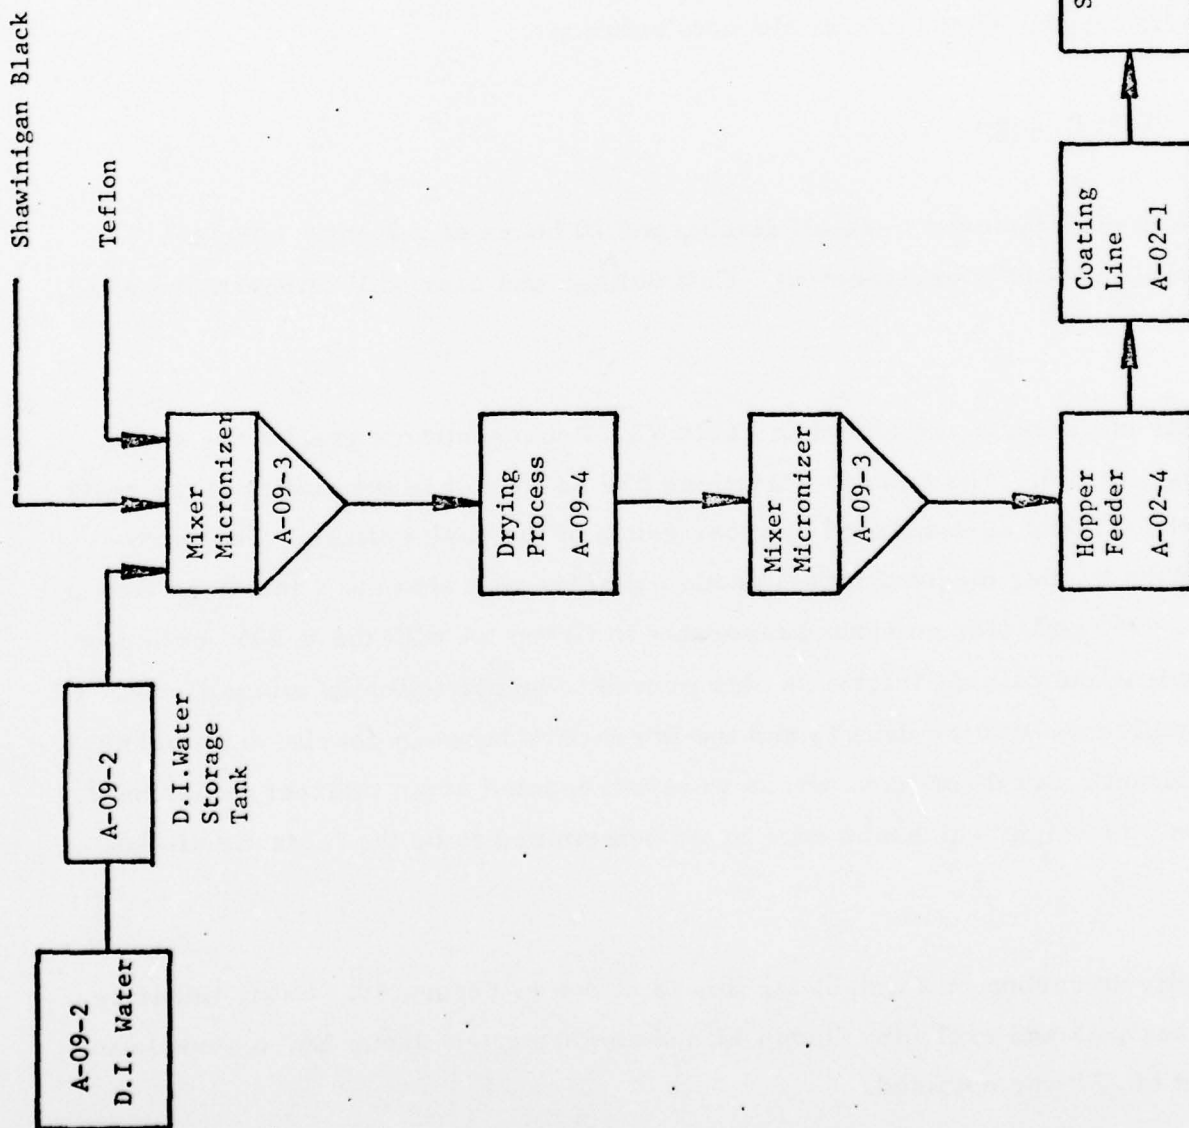 Shawinigan Black
Teflon
A-09-2
D.I. Water
A-09-2
D.I.Water
Storage
Tank
Mixer
Micronizer
A-09-3
Drying
Process
A-09-4
Mixer
Micronizer
A-09-3
Hopper
Feeder
A-02-4
Coating
Line
A-02-1
S